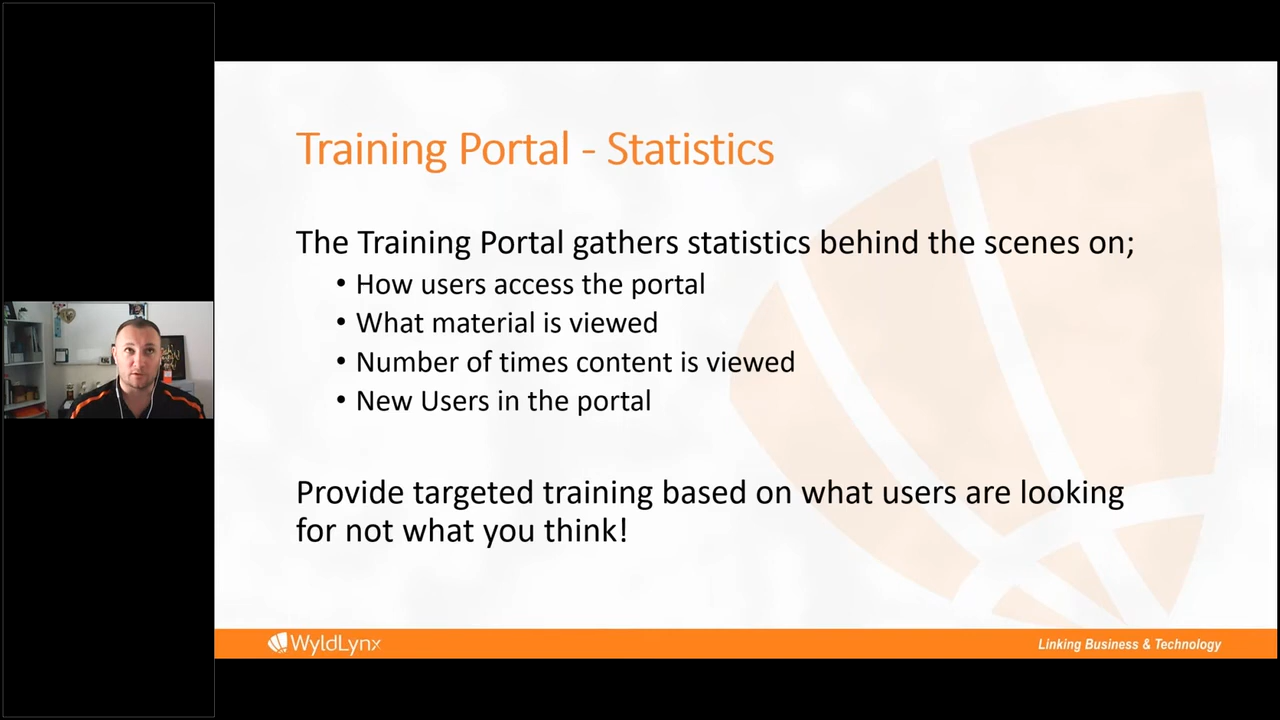 Training Portal - Statistics
The Training Portal gathers statistics behind the scenes on;
• How users access the portal
• What material is viewed
• Number of times content is viewed
• New Users in the portal
Provide targeted training based on what users are looking
for not what you think!
WyldLynx
Linking Business & Technology